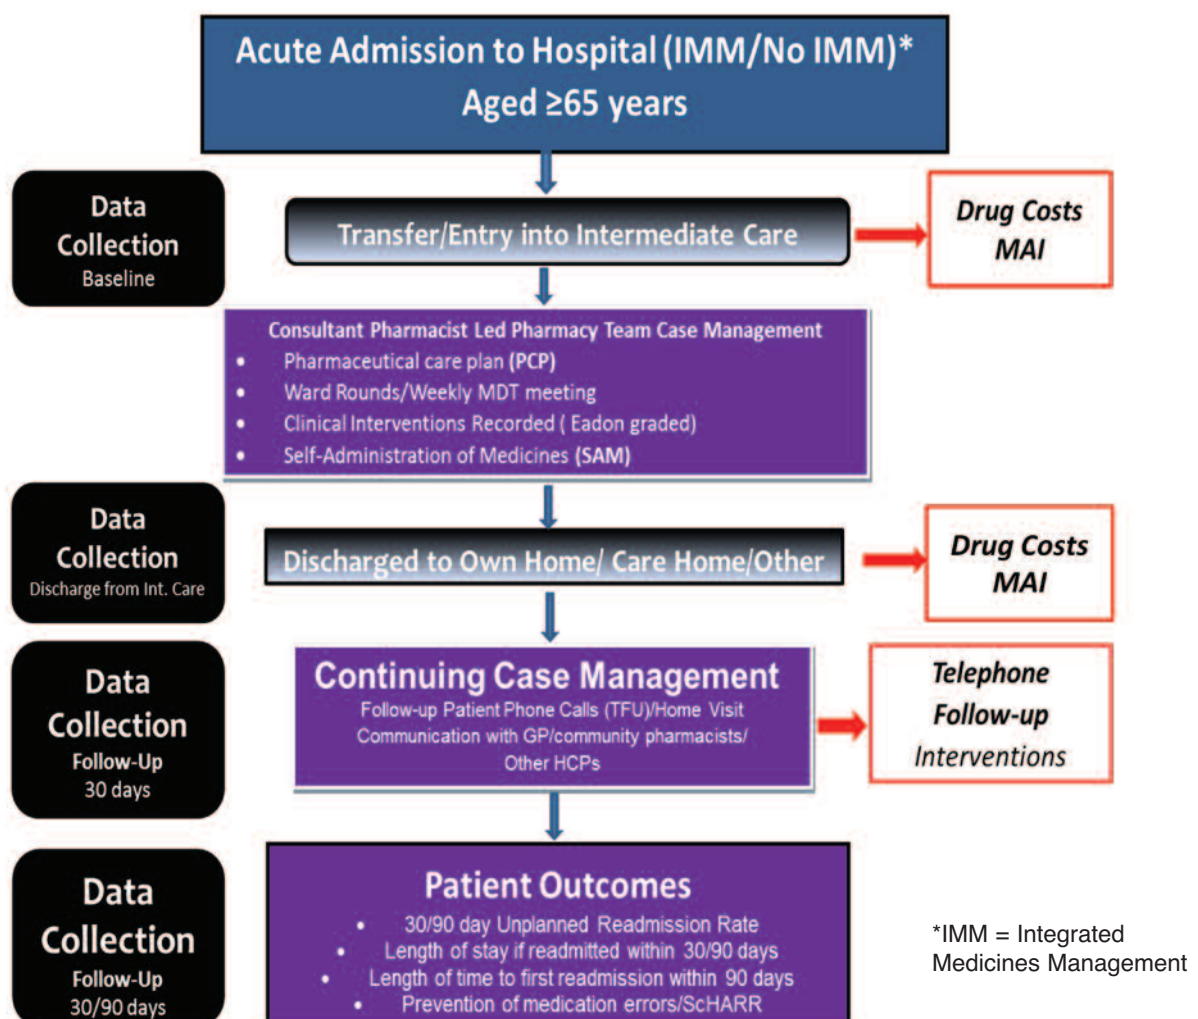 Acute Admission to Hospital (IMM/No IMM)*
Aged ≥65 years
Data
Collection
Baseline
Transfer/Entry into Intermediate Care
Drug Costs
MAI
Consultant Pharmacist Led Pharmacy Team Case Management
• Pharmaceutical care plan (PCP)
• Ward Rounds/Weekly MDT meeting
• Clinical Interventions Recorded ( Eadon graded)
• Self-Administration of Medicines (SAM)
Data
Collection
Discharge from Int. Care
Discharged to Own Home/ Care Home/Other
Drug Costs
MAI
Data
Collection
Follow-Up
30 days
Continuing Case Management
Follow-up Patient Phone Calls (TFU)/Home Visit
Communication with GP/community pharmacists/
Other HCPs
Telephone
Follow-up
Interventions
Data
Collection
Follow-Up
30/90 days
Patient Outcomes
• 30/90 day Unplanned Readmission Rate
• Length of stay if readmitted within 30/90 days
• Length of time to first readmission within 90 days
• Prevention of medication errors/ScHARR
*IMM = Integrated
Medicines Management